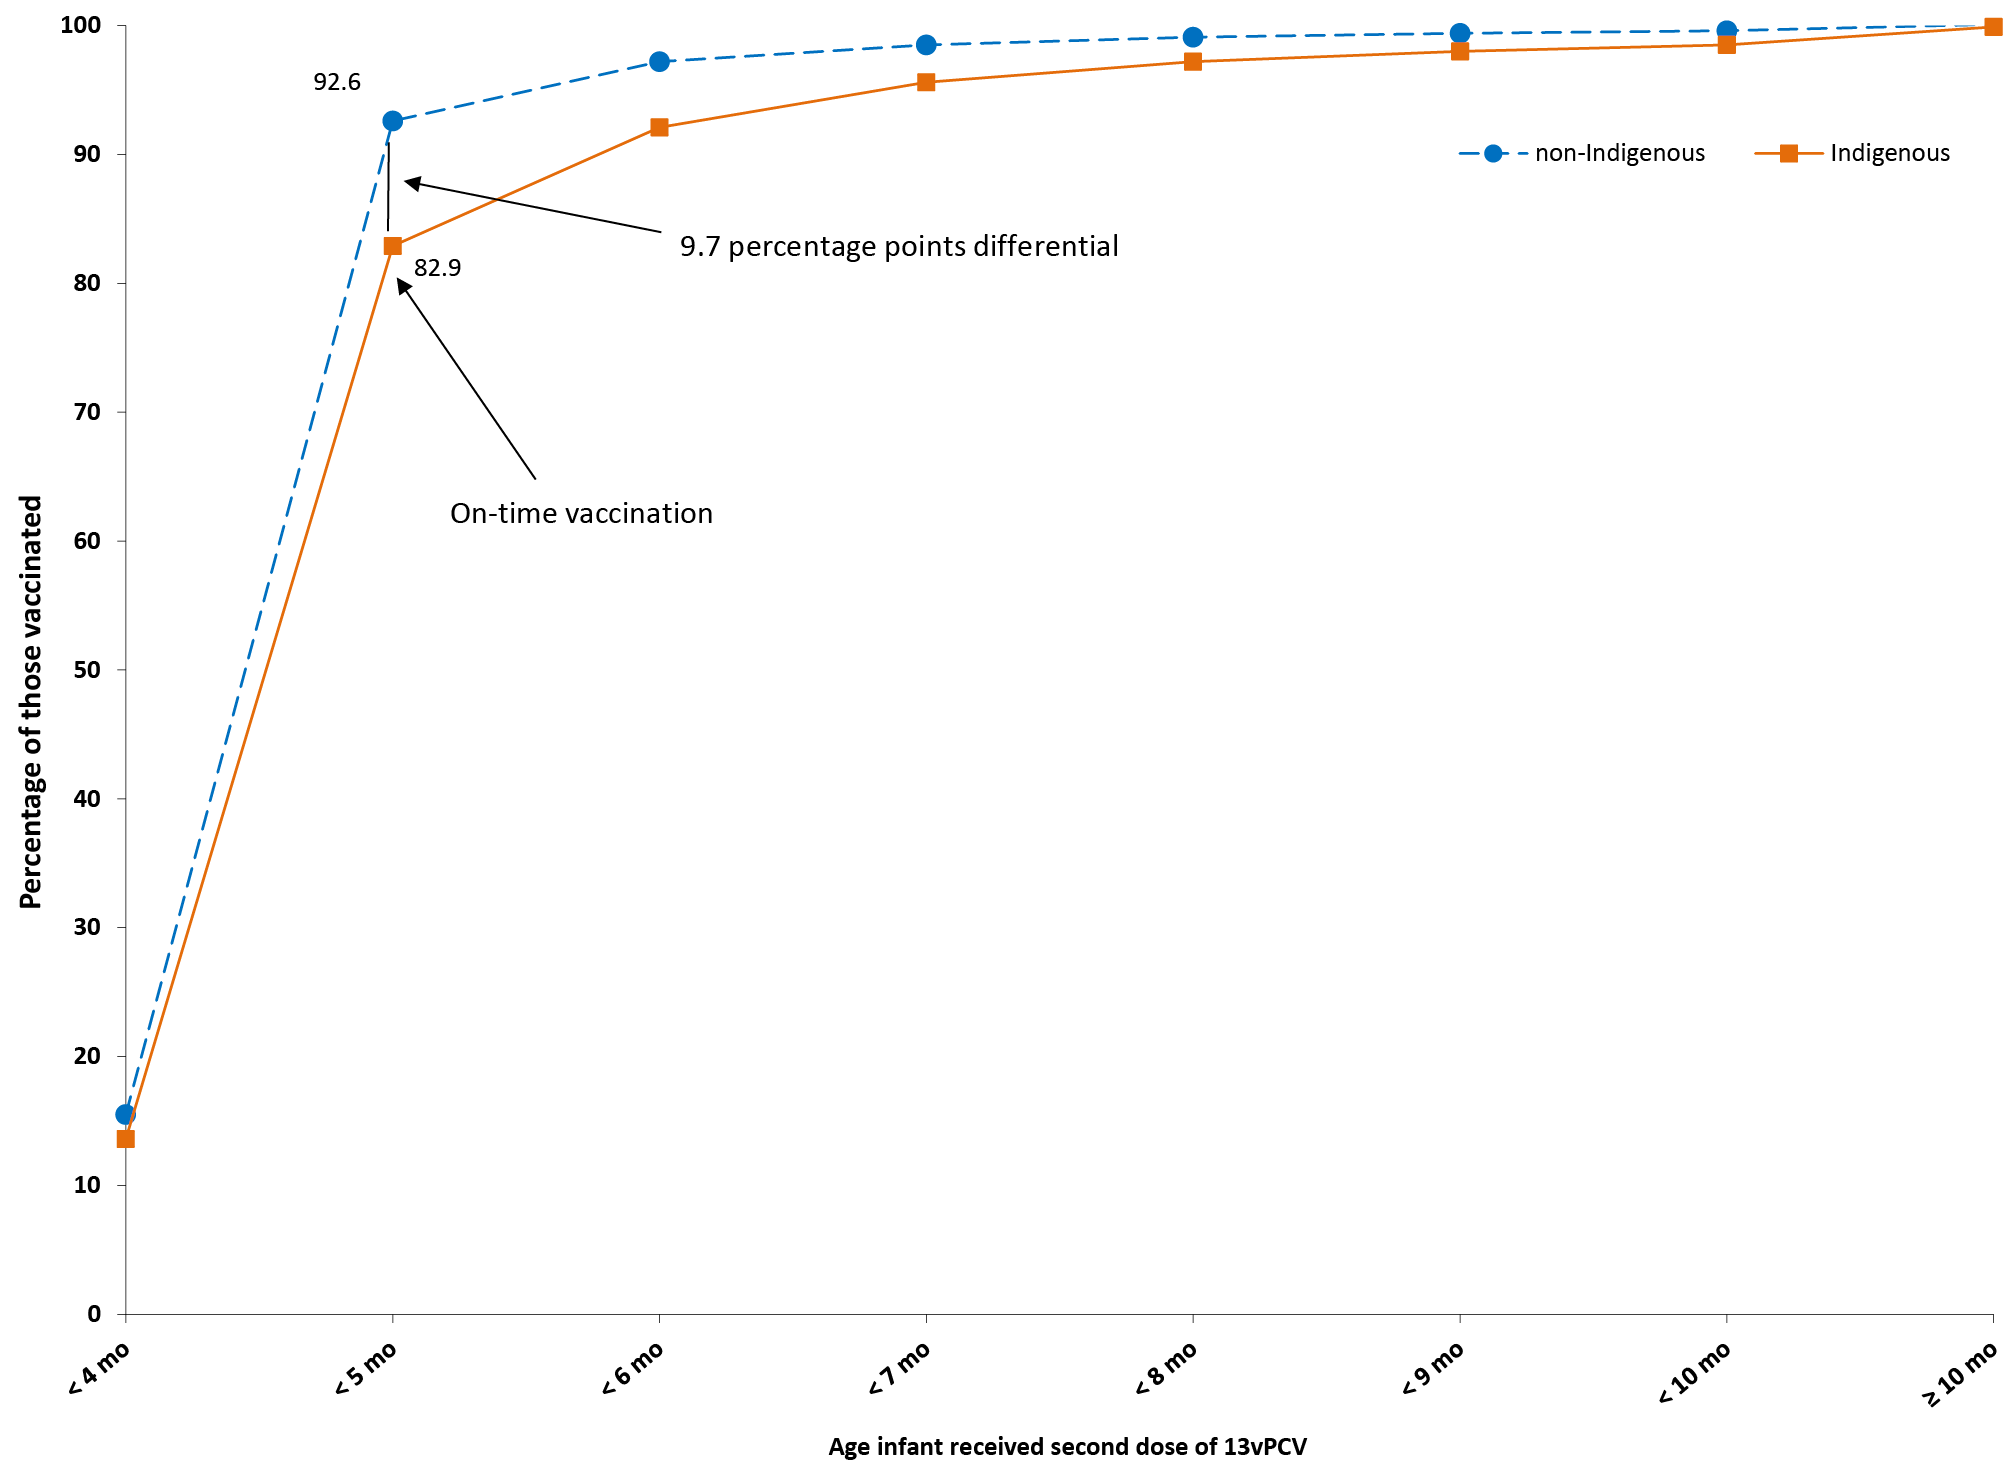 100
92.6
90
non-Indigenous
Indigenous
9.7 percentage points differential
82.9
80
70
On-time vaccination
60
50
40
30
20
10
0
Percentage of those vaccinated
< 4 mo
< 5 mo
< 6 mo
< 7 mo
< 8 mo
< 9 mo
< 10 mo
≥ 10 mo
Age infant received second dose of 13vPCV